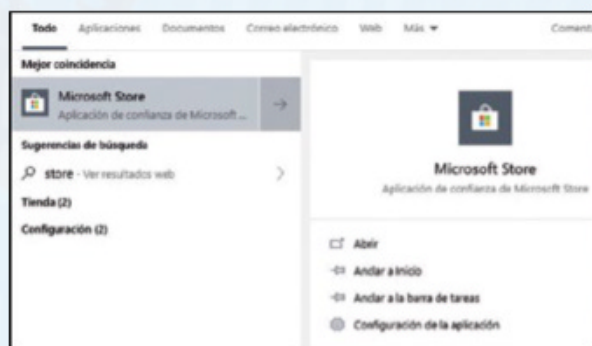 Todo Aplicaciones Documentos Correo electrónico Web Más
Mejor coincidencia
Microsoft Store
Aplicación de confianza de Microsoft ...
Sugerencias de búsqueda
store - Ver resultados web
Tienda (2)
Configuración (2)
Microsoft Store
Aplicación de confianza de Microsoft Store
Abrir
Anclar a Inicio
Anclar a la barra de tareas
Configuración de la aplicación